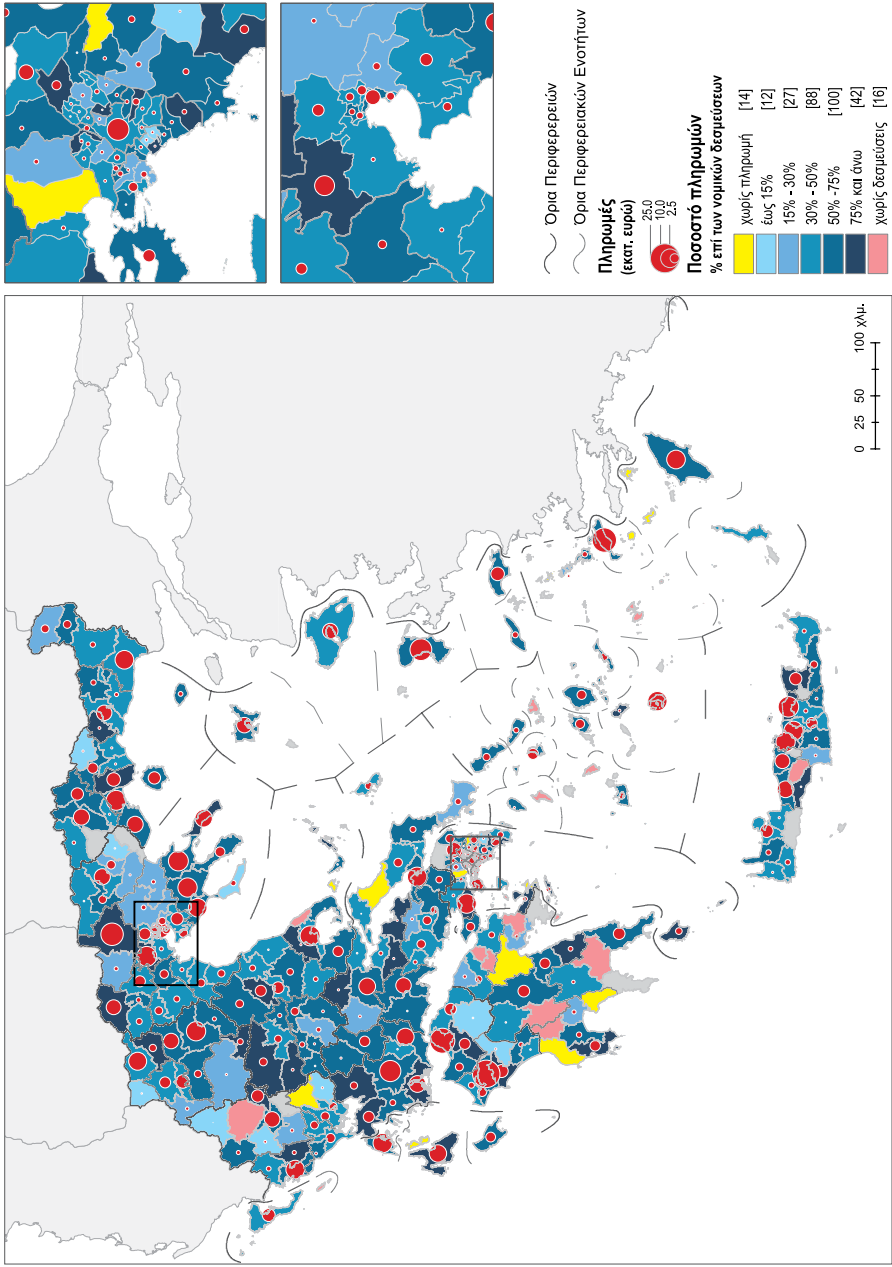 Όρια Περιφερερειών
Όρια Περιφερειακών Ενοτήτων
Πληρωμές
(εκατ. ευρώ)
25.0
10.0
2,5
Ποσοστό πληρωμών
% επί των νομικών δεσμεύσεων
χωρίς πληρωμή [14]
έως 15% [12]
15% - 30% [27]
30% -50% [88]
50% -75% [100]
75% και άνω [42]
χωρίς δεσμεύσεις [16]
0 25 50 100 χλμ.